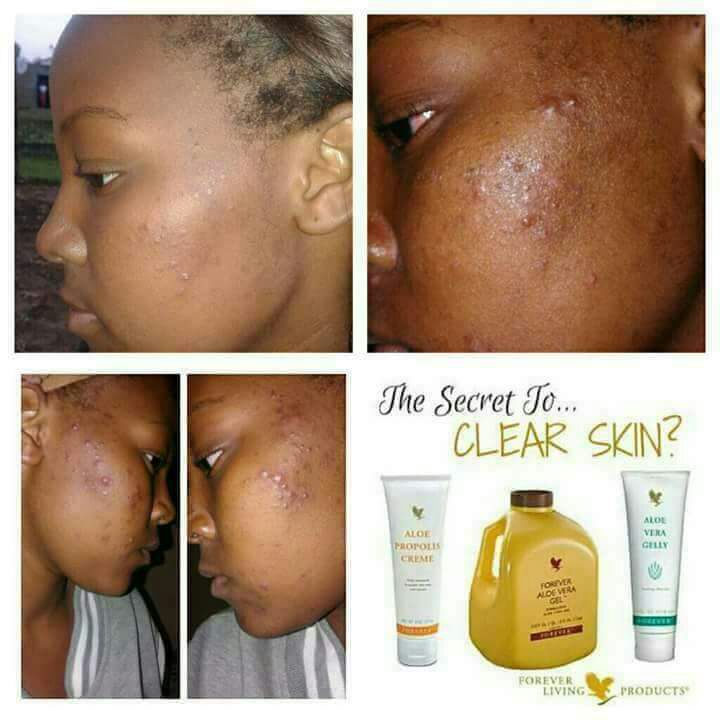 The Secret To...
CLEAR SKIN?
ALOE
PROPOLIS
CREME
FOREVER
FOREVER
ALOE VERA
GEL
FOREVER
ALOE
VERA
GELLY
FOREVER
FOREVER
LIVING PRODUCTS®